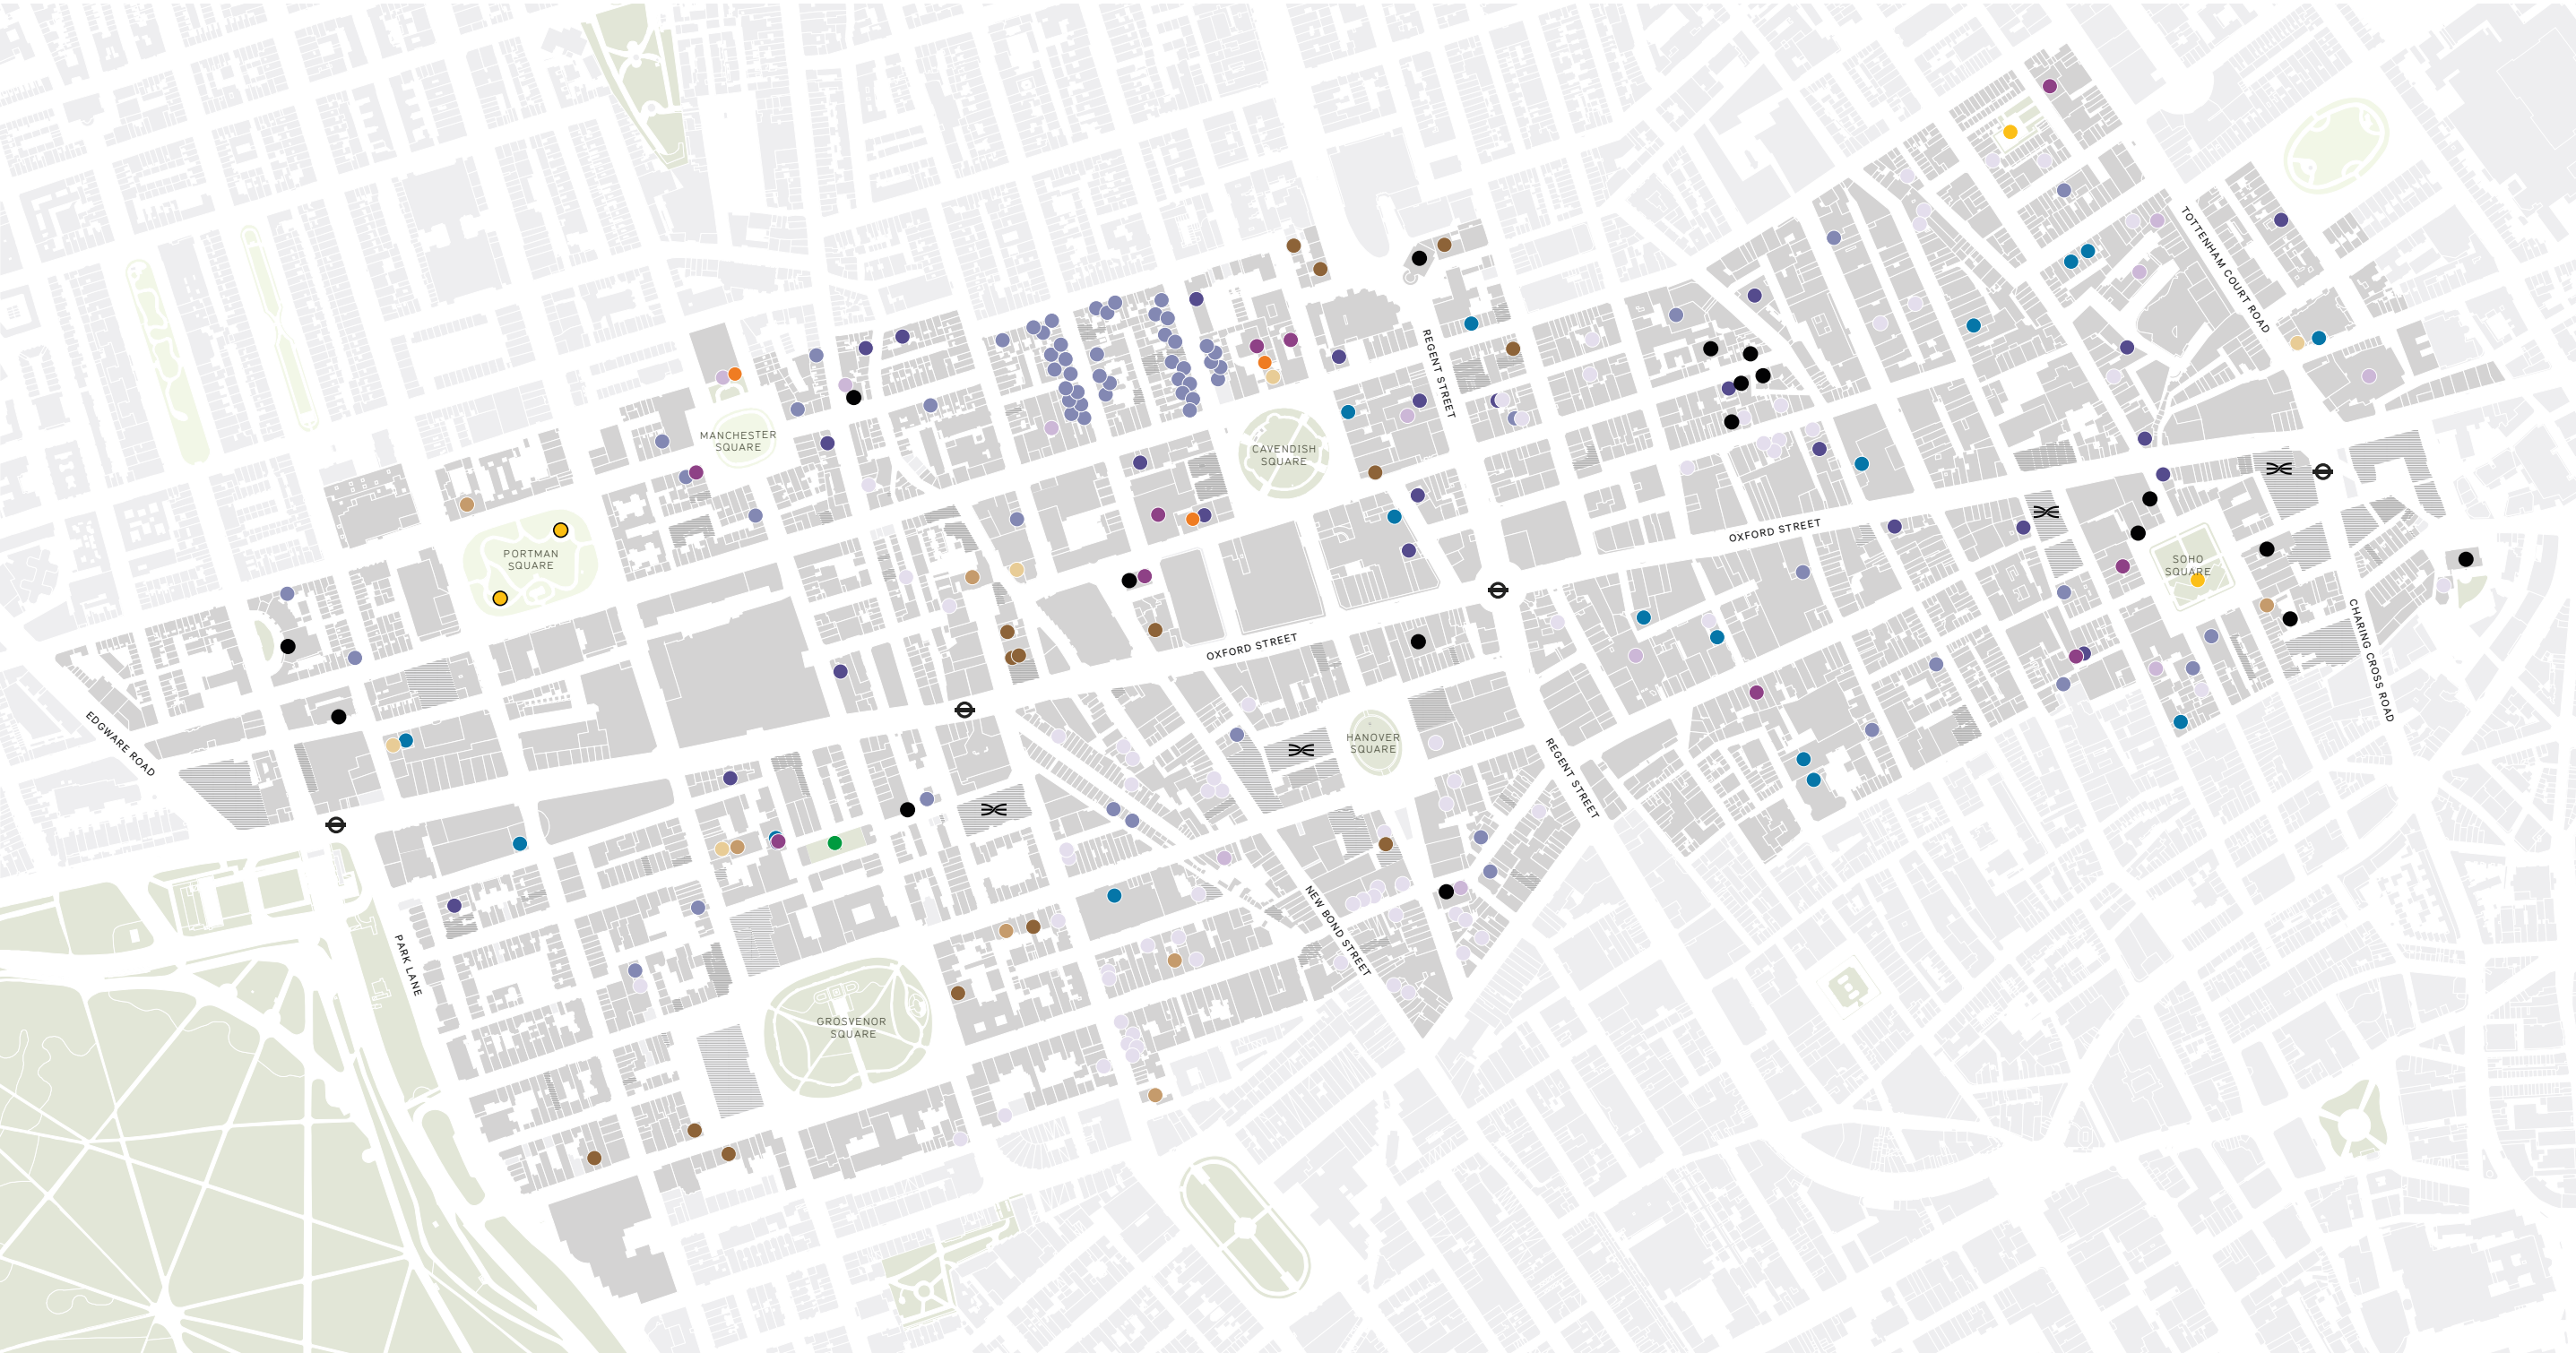 TOTTENHAM COURT ROAD
REGENT STREET
MANCHESTER
SQUARE
CAVENDISH
SQUARE
OXFORD STREET
PORTMAN
SQUARE
SOHO
SQUARE
OXFORD STREET
CHARING CROSS ROAD
EDGWARE ROAD
HANOVER
SQUARE
REGENT STREET
NEW BOND STREET
PARK LANE
GROSVENOR
SQUARE